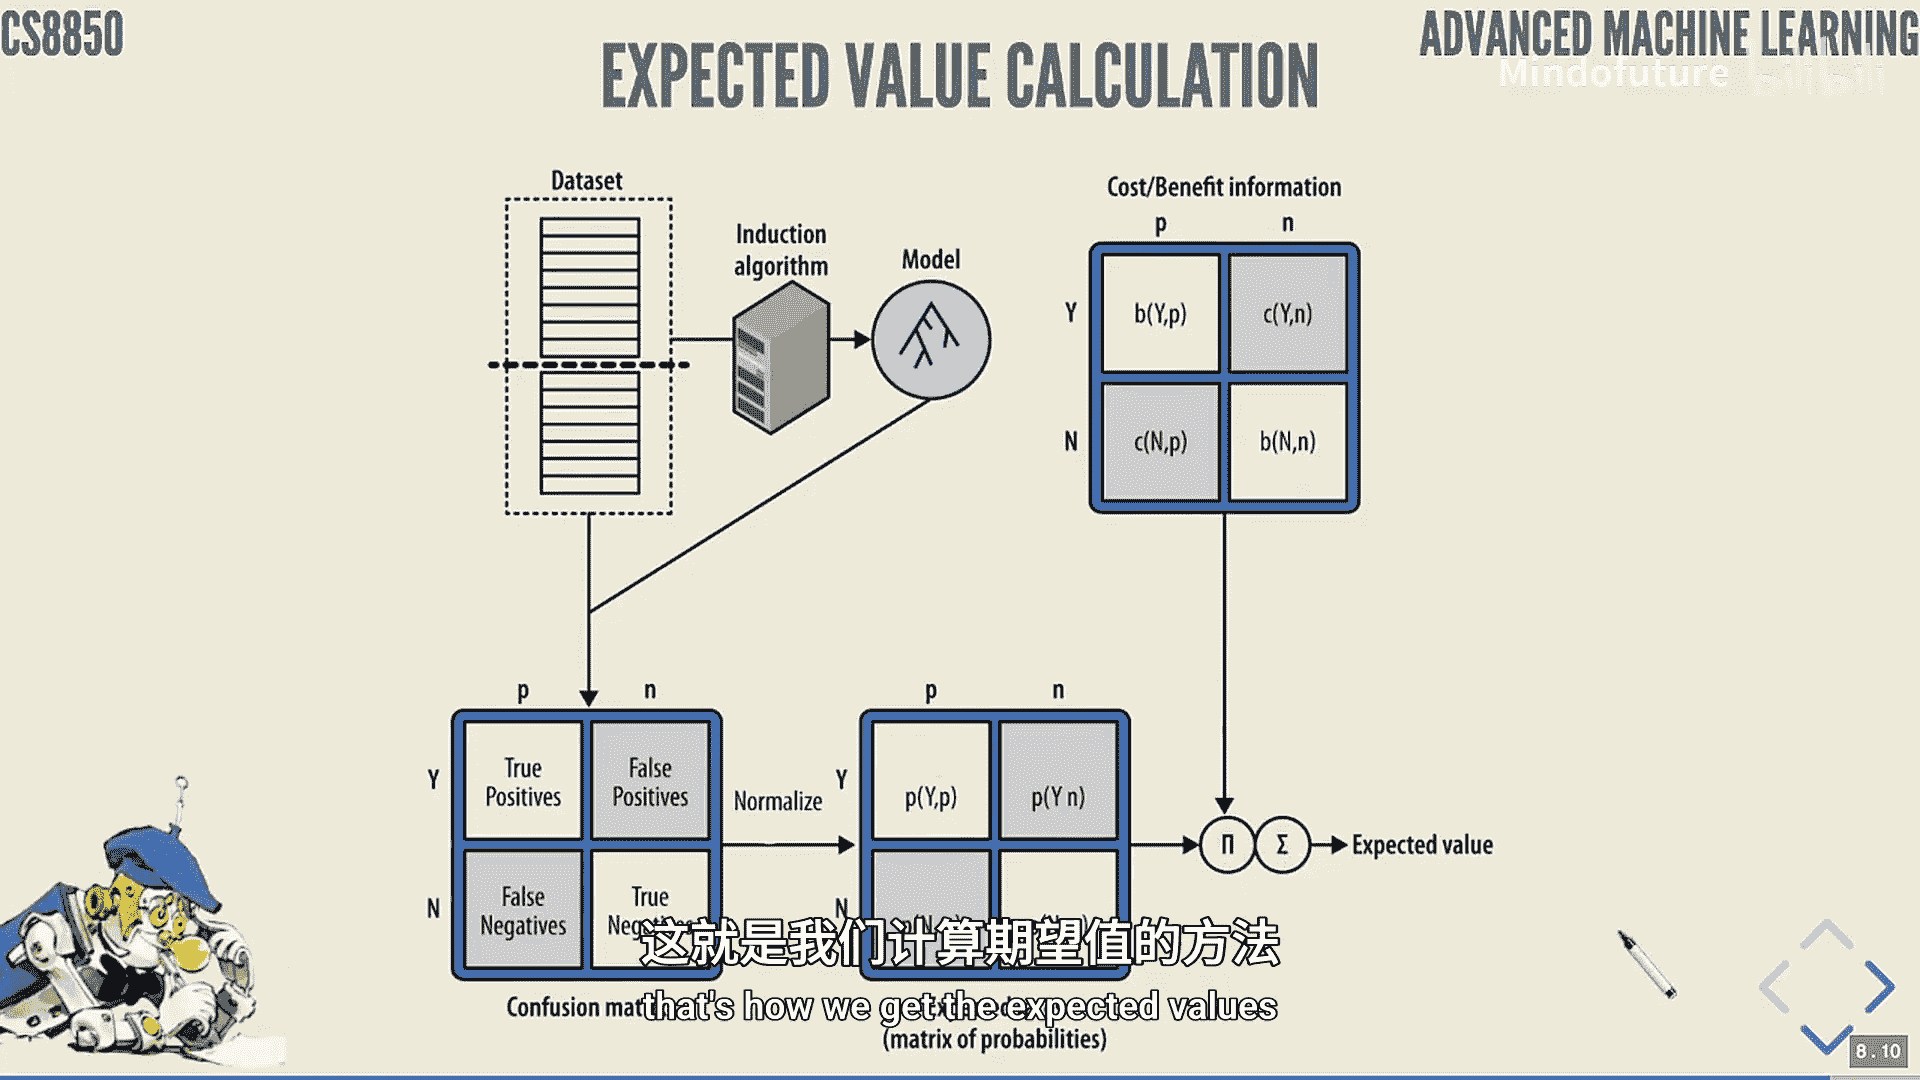 CS8850
ADVANCED MACHINE LEARNING
Mindofuture
EXPECTED VALUE CALCULATION
Dataset
Induction
algorithm
Model
Cost/Benefit information
p n
Y b(Y,p) c(Y,n)
N c(N,p) b(N,n)
p n
Y True
Positives
False
Positives
N False
Negatives
True
Normalize
p n
Y p(Y,p) p(Y n)
N
Π Σ Expected value
这就是我们计算期望值的方法
that's how we get the expected values
Confusion
(matrix of probabilities)
8.10